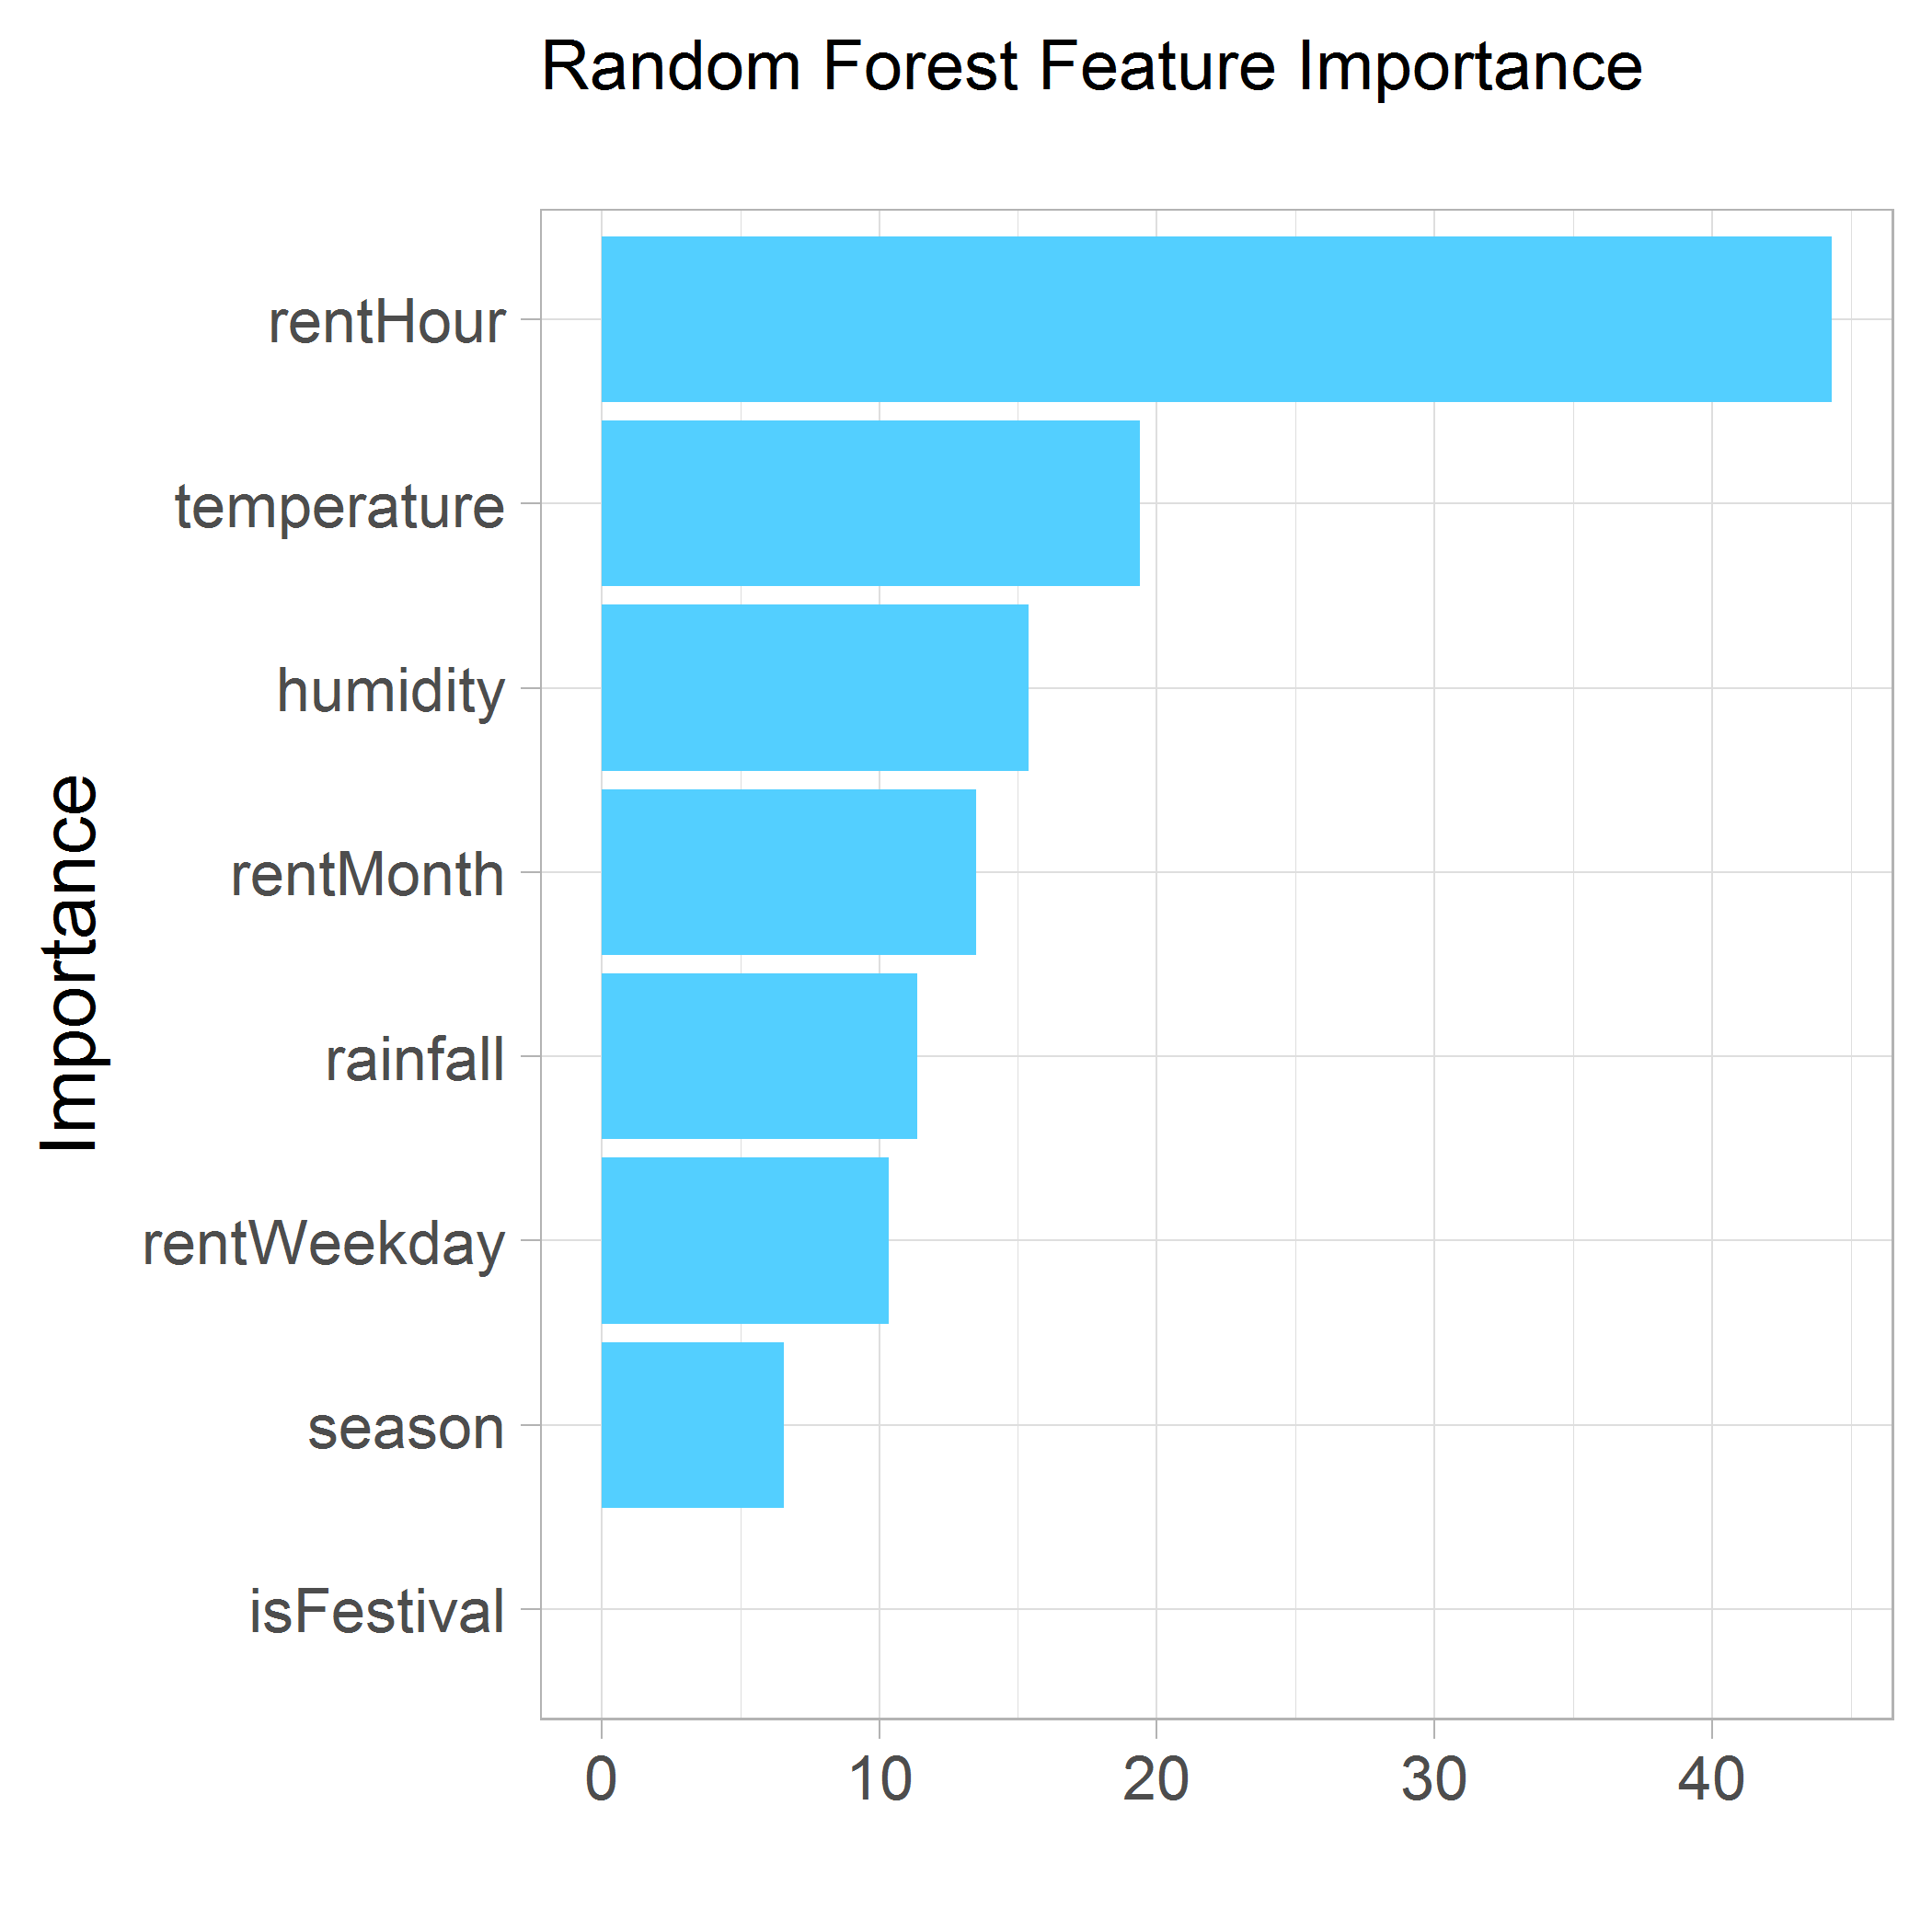 Random Forest Feature Importance
Importance
rentHour
temperature
humidity
rentMonth
rainfall
rentWeekday
season
isFestival
0 10 20 30 40